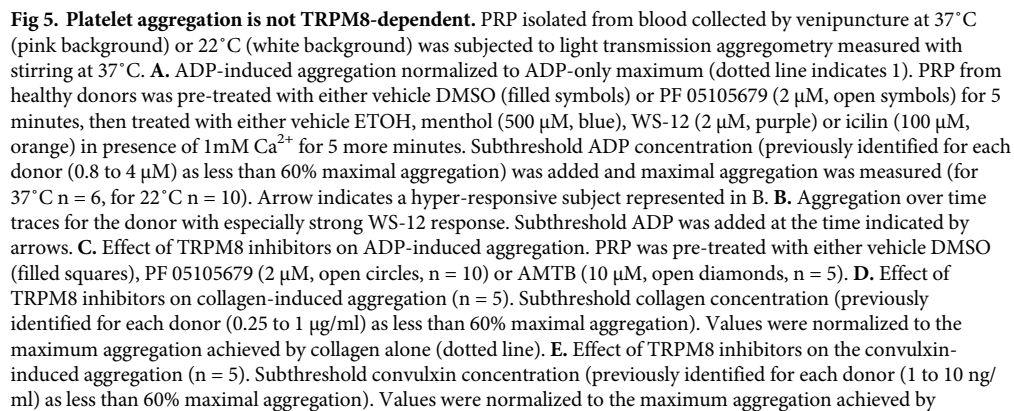 Fig 5. Platelet aggregation is not TRPM8-dependent. PRP isolated from blood collected by venipuncture at 37˚C
(pink background) or 22˚C (white background) was subjected to light transmission aggregometry measured with
stirring at 37˚C. A. ADP-induced aggregation normalized to ADP-only maximum (dotted line indicates 1). PRP from
healthy donors was pre-treated with either vehicle DMSO (filled symbols) or PF 05105679 (2 μM, open symbols) for 5
minutes, then treated with either vehicle ETOH, menthol (500 μM, blue), WS-12 (2 μM, purple) or icilin (100 μM,
orange) in presence of 1mM Ca2+ for 5 more minutes. Subthreshold ADP concentration (previously identified for each
donor (0.8 to 4 μM) as less than 60% maximal aggregation) was added and maximal aggregation was measured (for
37˚C n = 6, for 22˚C n = 10). Arrow indicates a hyper-responsive subject represented in B. B. Aggregation over time
traces for the donor with especially strong WS-12 response. Subthreshold ADP was added at the time indicated by
arrows. C. Effect of TRPM8 inhibitors on ADP-induced aggregation. PRP was pre-treated with either vehicle DMSO
(filled squares), PF 05105679 (2 μM, open circles, n = 10) or AMTB (10 μM, open diamonds, n = 5). D. Effect of
TRPM8 inhibitors on collagen-induced aggregation (n = 5). Subthreshold collagen concentration (previously
identified for each donor (0.25 to 1 μg/ml) as less than 60% maximal aggregation). Values were normalized to the
maximum aggregation achieved by collagen alone (dotted line). E. Effect of TRPM8 inhibitors on the convulxin-
induced aggregation (n = 5). Subthreshold convulxin concentration (previously identified for each donor (1 to 10 ng/
ml) as less than 60% maximal aggregation). Values were normalized to the maximum aggregation achieved by